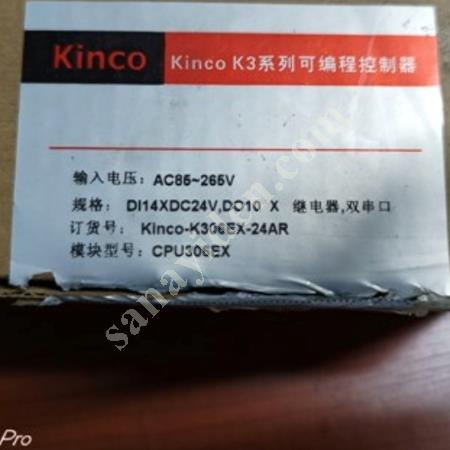 Kinco Kinco K3系列可编程控制器
输入电压: AC85~265V
规格: DI14XDC24V,DO10 X 继电器,双串口
订货号: Kinco-K306EX-24AR
模块型号: CPU306EX
sanayiden.com
Pro